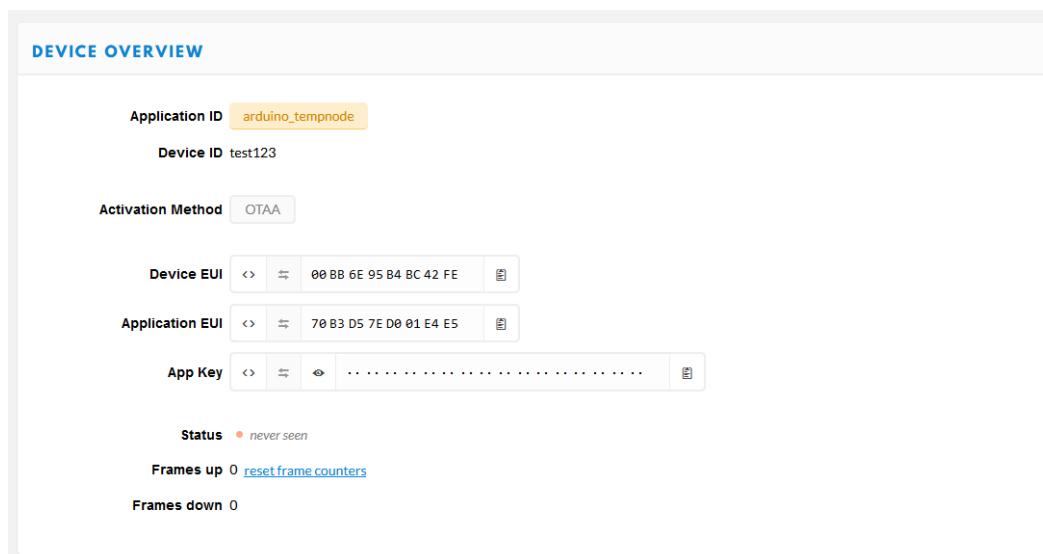 DEVICE OVERVIEW
Application ID arduino_tempnode
Device ID test123
Activation Method OTAA
Device EUI <> 00 BB 6E 95 B4 BC 42 FE
Application EUI <> 70 B3 D5 7E D0 01 E4 E5
App Key <>
Status never seen
Frames up 0 reset frame counters
Frames down 0